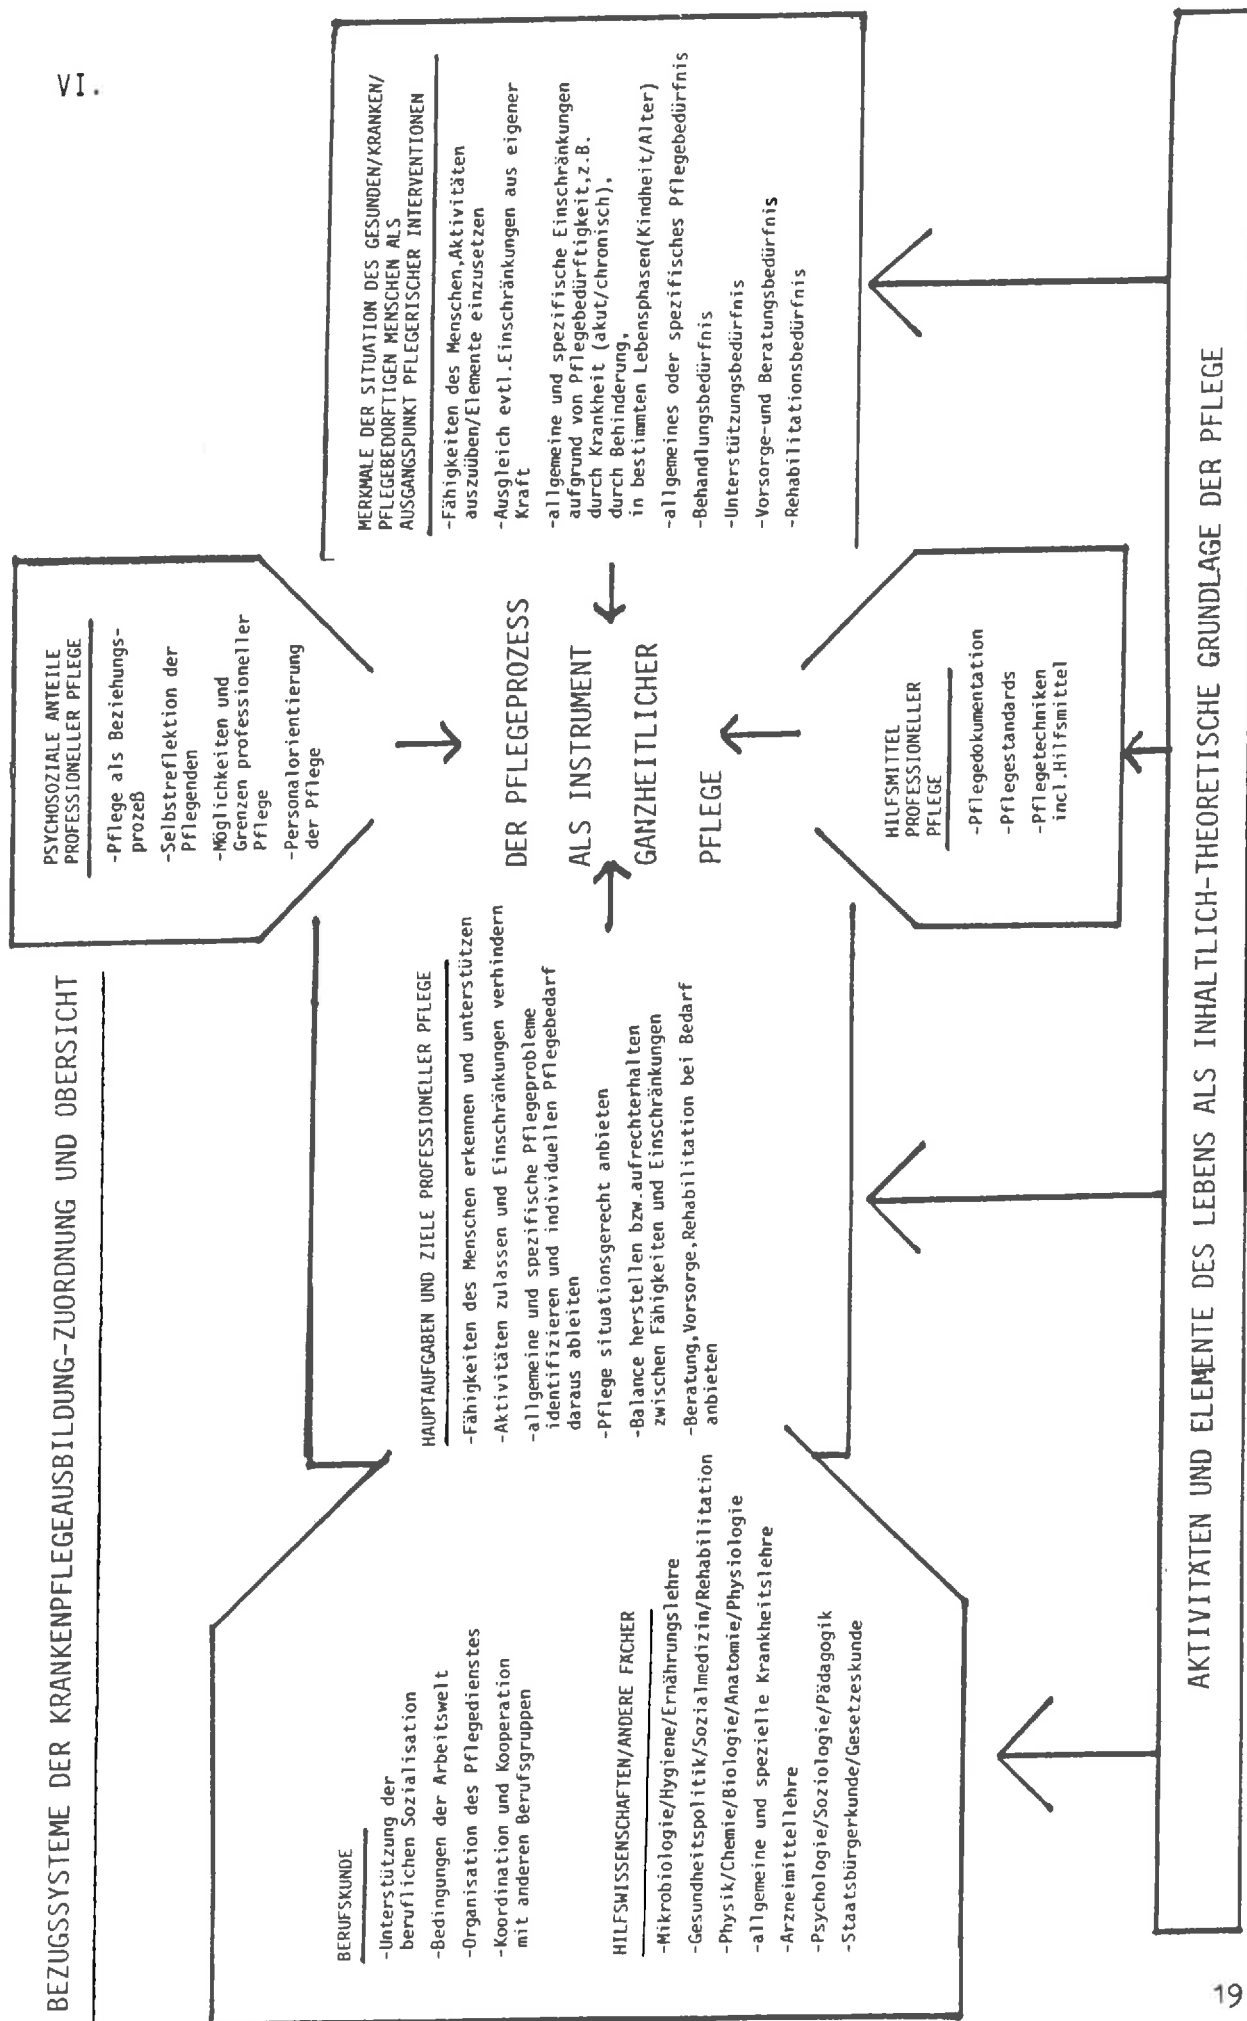 VI.
BEZUGSSYSTEME DER KRANKENPFLEGEAUSBILDUNG-ZUORDNUNG UND OBERSICHT
PSYCHOSOZIALE ANTEILE
PROFESSIONELLER PFLEGE
-Pflege als Beziehungs-
prozeß
-Selbstreflektion der
Pflegenden
-Möglichkeiten und
Grenzen professioneller
Pflege
-Personalorientierung
der Pflege
BERUFSKUNDE
-Unterstützung der
beruflichen Sozialisation
-Bedingungen der Arbeitswelt
-Organisation des Pflegedienstes
-Koordination und Kooperation
mit anderen Berufsgruppen
HILFSWISSENSCHAFTEN/ANDERE FÄCHER
-Mikrobiologie/Hygiene/Ernährungslehre
-Gesundheitspolitik/Sozialmedizin/Rehabilitation
-Physik/Chemie/Biologie/Anatomie/Physiologie
-allgemeine und spezielle Krankheitslehre
-Arzneimittellehre
-Psychologie/Soziologie/Pädagogik
-Staatsbürgerkunde/Gesetzeskunde
HAUPTAUFGABEN UND ZIELE PROFESSIONELLER PFLEGE
-Fähigkeiten des Menschen erkennen und unterstützen
-Aktivitäten zulassen und Einschränkungen verhindern
-allgemeine und spezifische Pflegeprobleme
identifizieren und individuellen Pflegebedarf
daraus ableiten
-Pflege situationsgerecht anbieten
-Balance herstellen bzw.aufrechterhalten
zwischen Fähigkeiten und Einschränkungen
-Beratung,Vorsorge,Rehabilitation bei Bedarf
anbieten
DER PFLEGEPROZESS
ALS INSTRUMENT
GANZHEITLICHER
PFLEGE
MERKMALE DER SITUATION DES GESUNDEN/KRANKEN/
PFLEGEBEDORFTIGEN MENSCHEN ALS
AUSGANGSPUNKT PFLEGERISCHER INTERVENTIONEN
-Fähigkeiten des Menschen,Aktivitäten
auszuüben/Elemente einzusetzen
-Ausgleich evtl.Einschränkungen aus eigener
Kraft
-allgemeine und spezifische Einschränkungen
aufgrund von Pflegebedürftigkeit,z.B.
durch Krankheit (akut/chronisch),
durch Behinderung,
in bestimmten Lebensphasen(Kindheit/Alter)
-allgemeines oder spezifisches Pflegebedürfnis
-Behandlungsbedürfnis
-Unterstützungsbedürfnis
-Vorsorge-und Beratungsbedürfnis
-Rehabilitationsbedürfnis
HILFSMITTEL
PROFESSIONELLER
PFLEGE
-Pflegedokumentation
-Pflegestandards
-Pflegetechniken
incl.Hilfsmittel
AKTIVITÄTEN UND ELEMENTE DES LEBENS ALS INHALTLICH-THEORETISCHE GRUNDLAGE DER PFLEGE
19